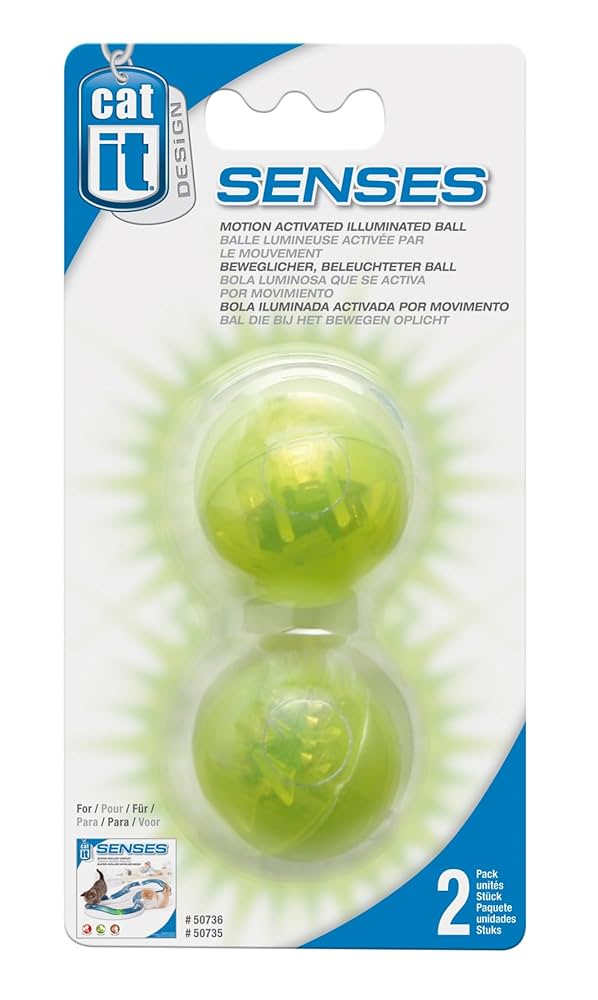 cat
it
DESIGN
SENSES
MOTION ACTIVATED ILLUMINATED BALL
BALLE LUMINEUSE ACTIVÉE PAR
LE MOUVEMENT
BEWEGLICHER, BELEUCHTETER BALL
BOLA LUMINOSA QUE SE ACTIVA
POR MOVIMIENTO
BOLA ILUMINADA ACTIVADA POR MOVIMENTO
BAL DIE BIJ HET BEWEGEN OPLICHT
For / Pour / Für /
Para / Para / Voor
cat
it
SENSES
# 50736
# 50735
2
Pack
unités
Stück
Paquete
unidades
Stuks